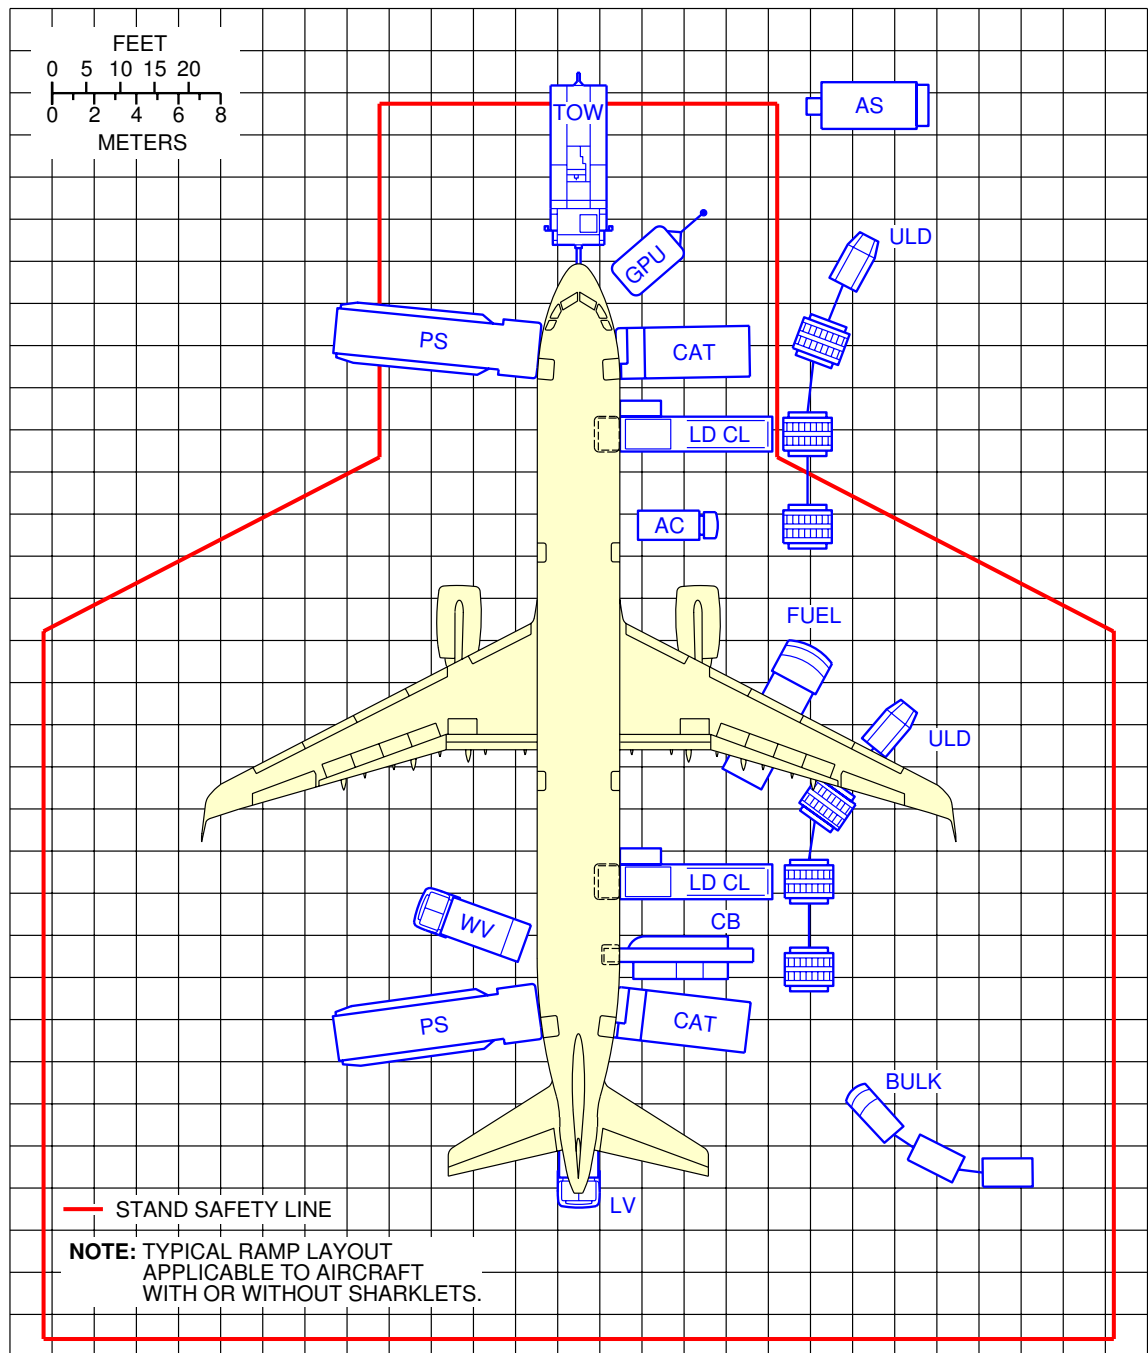 FEET
0 5 10 15 20
0 2 4 6 8
METERS
TOW
AS
GPU
ULD
PS
CAT
LD CL
AC
FUEL
ULD
LD CL
WV
CB
PS
CAT
BULK
LV
STAND SAFETY LINE
NOTE: TYPICAL RAMP LAYOUT
APPLICABLE TO AIRCRAFT
WITH OR WITHOUT SHARKLETS.